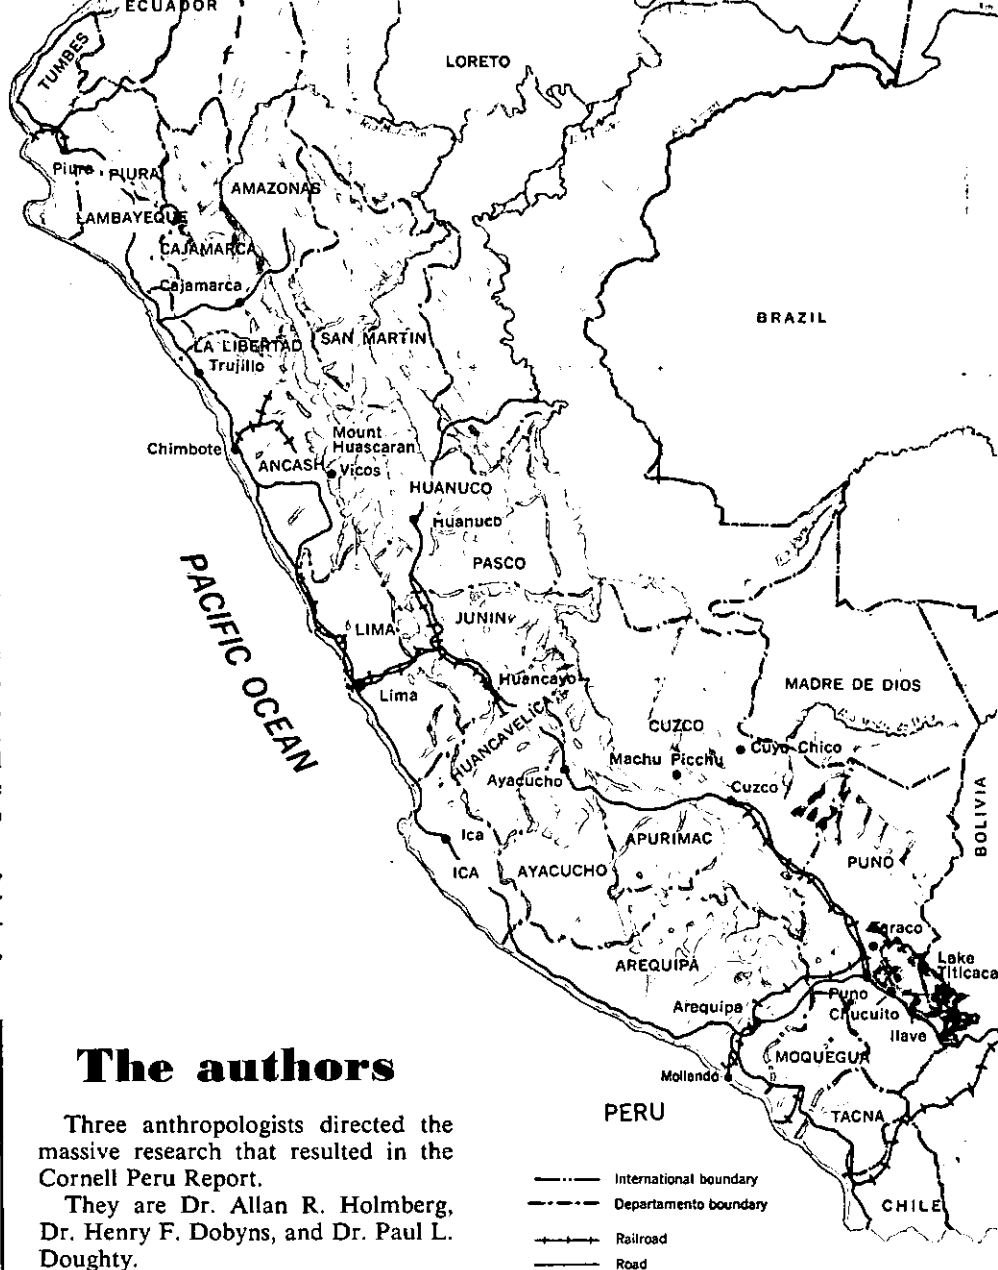 ECUADOR
TUMBES
LORETO
Piura
PIURA
AMAZONAS
LAMBAYEQUE
CAJAMARCA
Cajamarca
BRAZIL
LA LIBERTAD
SAN MARTIN
Trujillo
Chimbote
Mount
Huascaran
ANCASH
Vicos
HUANUCO
Huanuco
PASCO
PACIFIC OCEAN
JUNIN
LIMA
Lima
Huancayo
MADRE DE DIOS
HUANCAVELICA
CUZCO
Cuyo Chico
Machu Picchu
Ayacucho
Cuzco
BOLIVIA
Ica
APURIMAC
ICA
AYACUCHO
PUNO
Taraco
Lake
Titicaca
AREQUIPA
Puno
Arequipa
Chucuito
Ilave
MOQUEGUA
Mollendo
PERU
TACNA
CHILE
The authors
Three anthropologists directed the
massive research that resulted in the
Cornell Peru Report.
They are Dr. Allan R. Holmberg,
Dr. Henry F. Dobyns, and Dr. Paul L.
Doughty.
International boundary
Departamento boundary
Railroad
Road